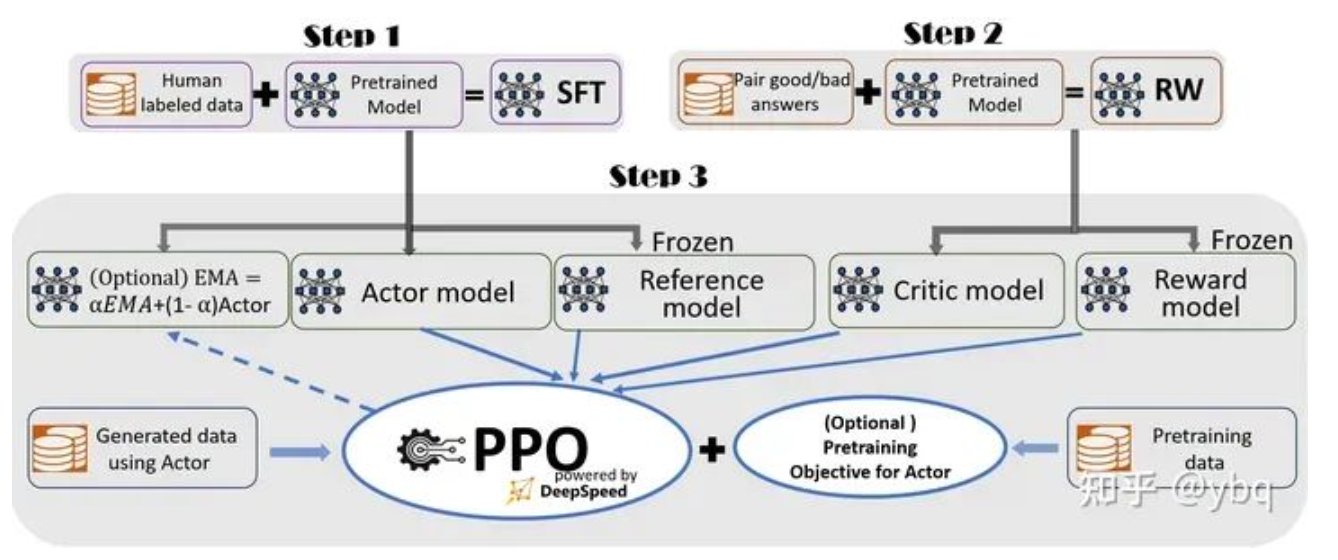 Step 1
Human
labeled data
+
Pretrained
Model
=
SFT
Step 2
Pair good/bad
answers
+
Pretrained
Model
=
RW
Step 3
(Optional) EMA =
αEMA+(1- α)Actor
Actor model
Frozen
Reference
model
Critic model
Frozen
Reward
model
Generated data
using Actor
PPO
powered by
DeepSpeed
+
(Optional )
Pretraining
Objective for Actor
Pretraining
data
知乎 @ybq